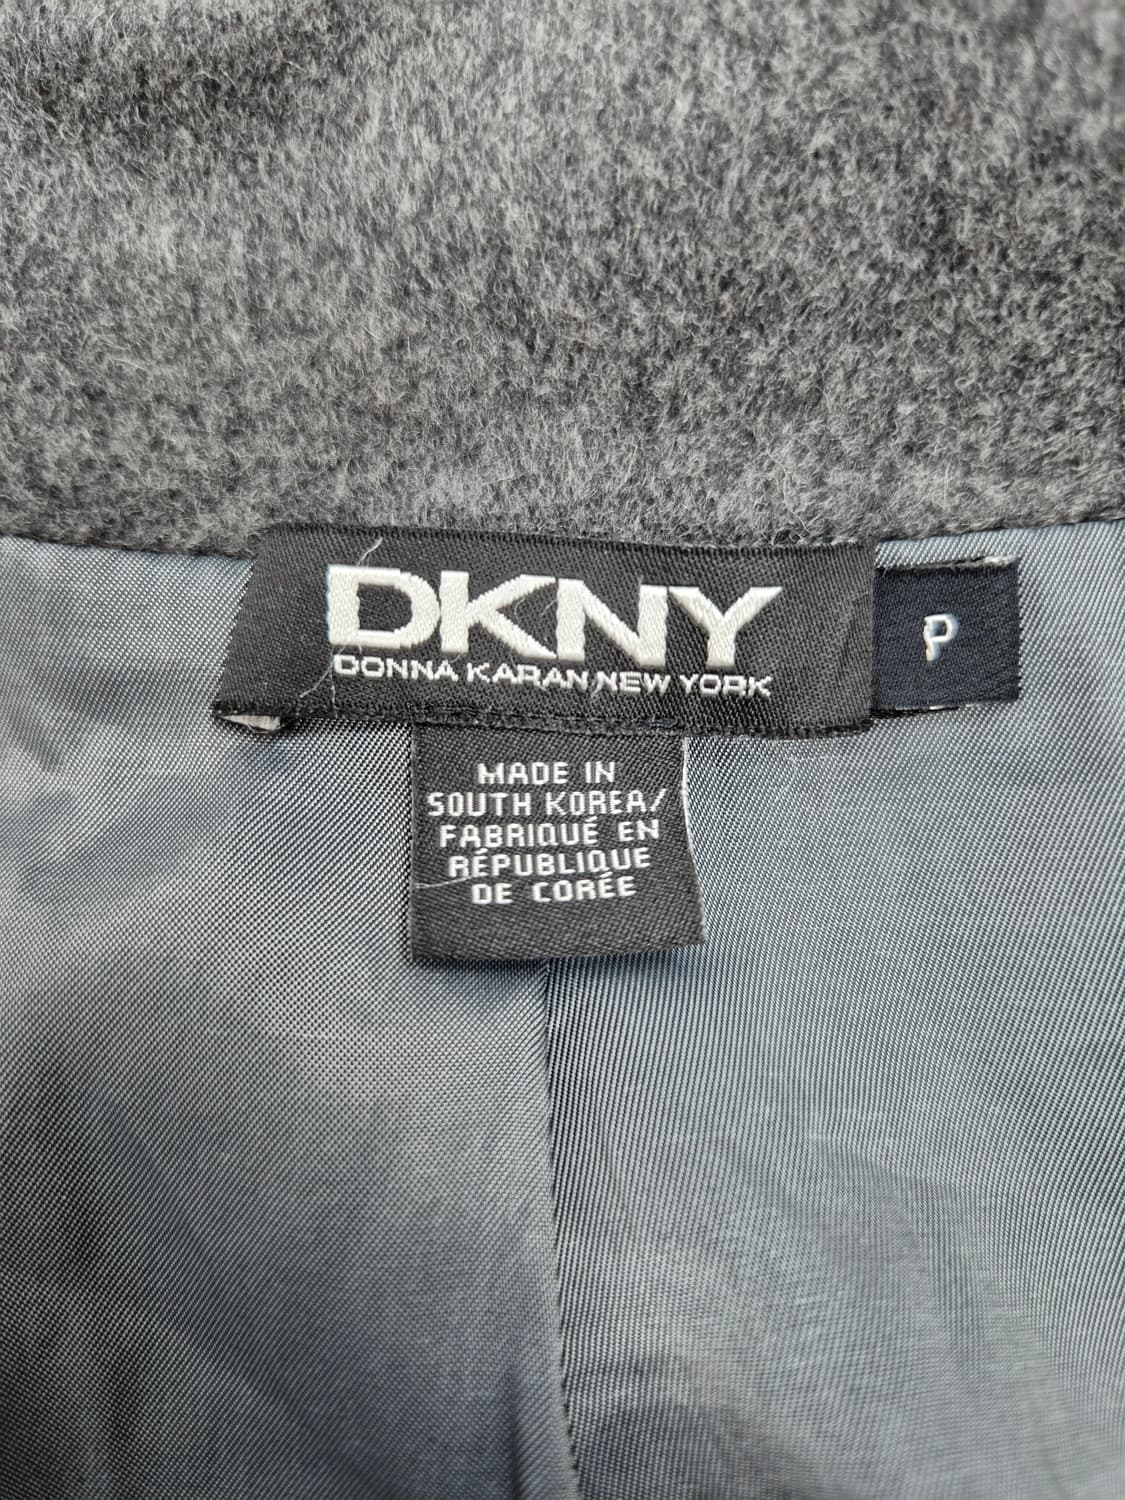 DKNY
DONNA KARAN NEW YORK
P
MADE IN
SOUTH KOREA/
FABRIQUÉ EN
RÉPUBLIQUE
DE CORÉE